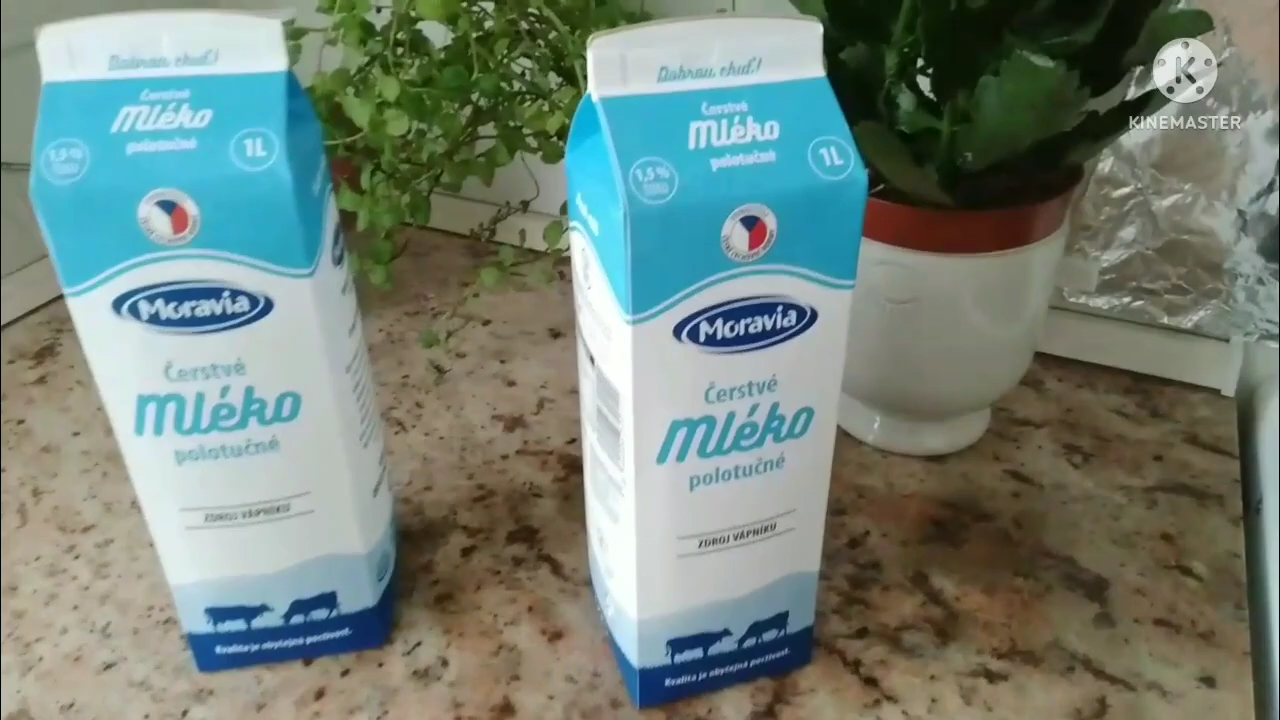 Dobrou chuť!
Čerstvé
Mléko
polotučné
1,5%
1L
Moravia
Čerstvé
Mléko
polotučné
ZDROJ VÁPNÍKU
Kvalita je obyčejná poctivost.
Dobrou chuť!
Čerstvé
Mléko
polotučné
1,5%
1L
Moravia
Čerstvé
Mléko
polotučné
ZDROJ VÁPNÍKU
Kvalita je obyčejná poctivost.
K
KINEMASTER